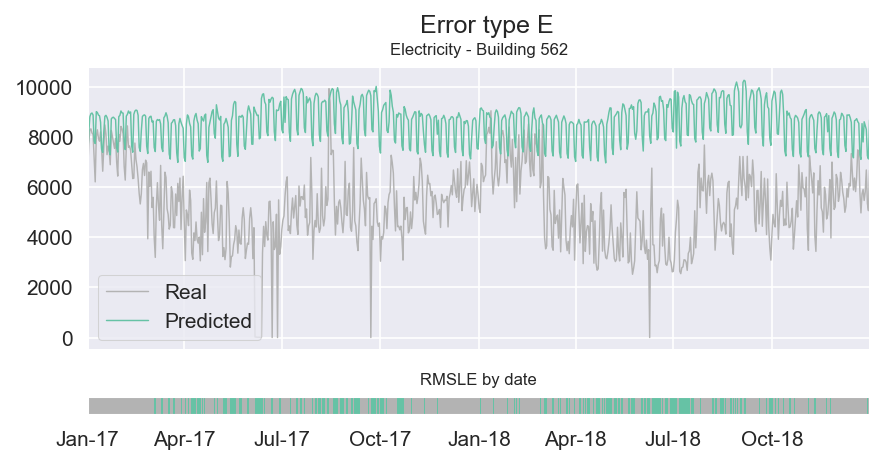 Error type E
Electricity - Building 562
10000
8000
6000
4000
2000
0
Real
Predicted
RMSLE by date
Jan-17 Apr-17 Jul-17 Oct-17 Jan-18 Apr-18 Jul-18 Oct-18